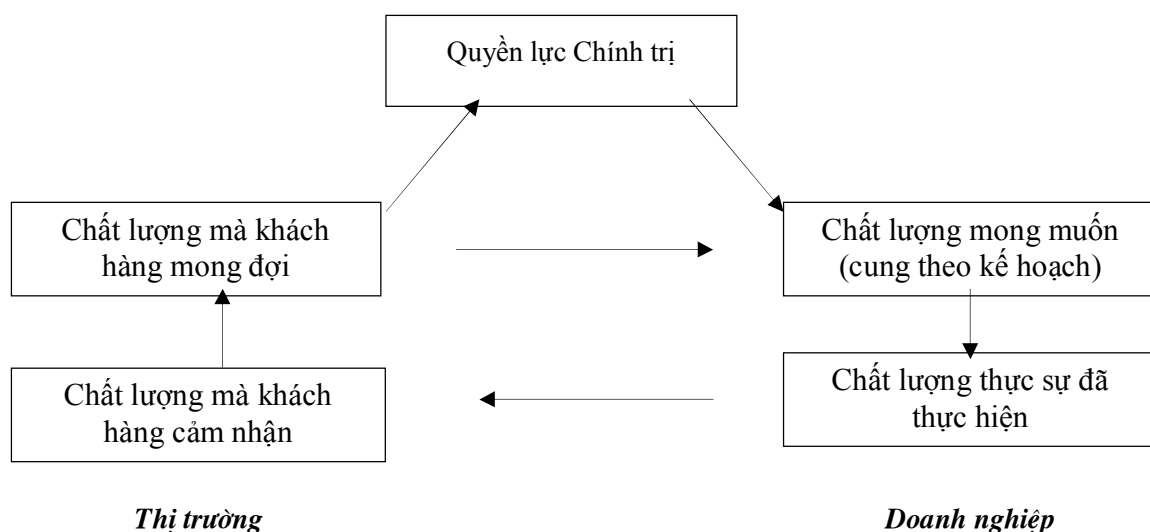 Quyền lực Chính trị
Chất lượng mà khách
hàng mong đợi
Chất lượng mong muốn
(cung theo kế hoạch)
Chất lượng mà khách
hàng cảm nhận
Chất lượng thực sự đã
thực hiện
Thị trường
Doanh nghiệp